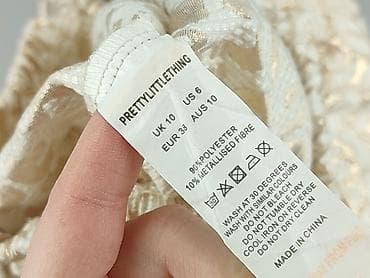 PRETTYLITTLETHING
UK 10 US 6
EUR 38 AUS 10
90% POLYESTER
10% METALLISED FIBRE
WASH AT 30 DEGREES
WASH WITH SIMILAR COLOURS
DO NOT BLEACH
DO NOT TUMBLE DRY
COOL IRON ON REVERSE
DO NOT DRY CLEAN
MADE IN CHINA